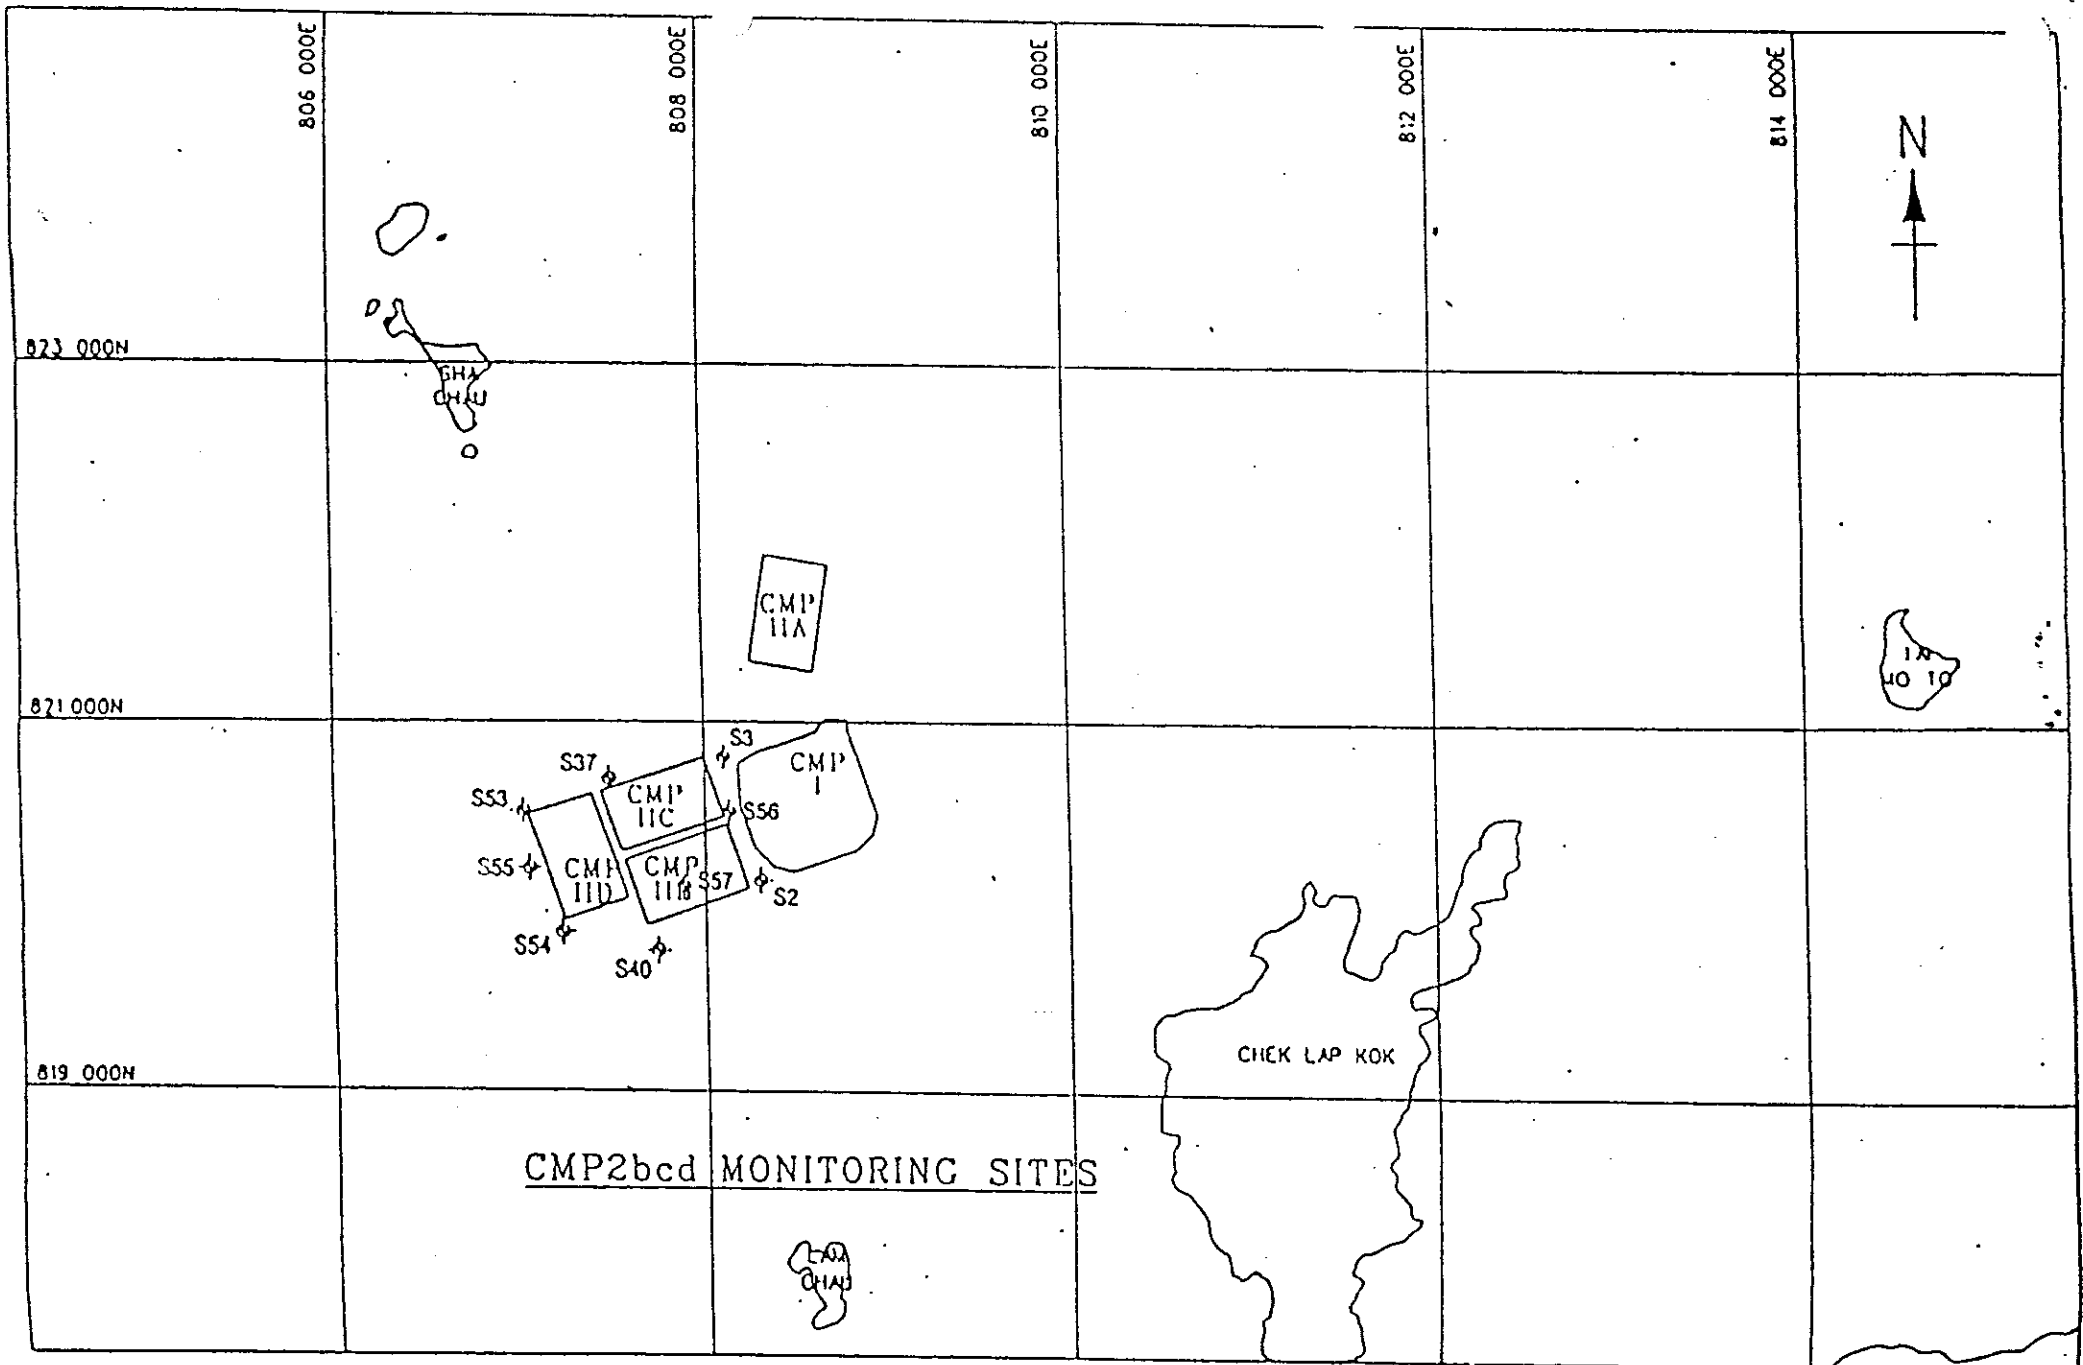 806 000E
808 000E
810 000E
812 000E
814 000E
N
823 000N
CHAU
CMP
IIA
821 000N
S3
S37
CMP
I
S53
CMP
IIC
S56
S55
CMP
IID
CMP
IIB
S57
S2
S54
S40
CHEK LAP KOK
819 000N
CMP2bcd MONITORING SITES
LAM
CHAU